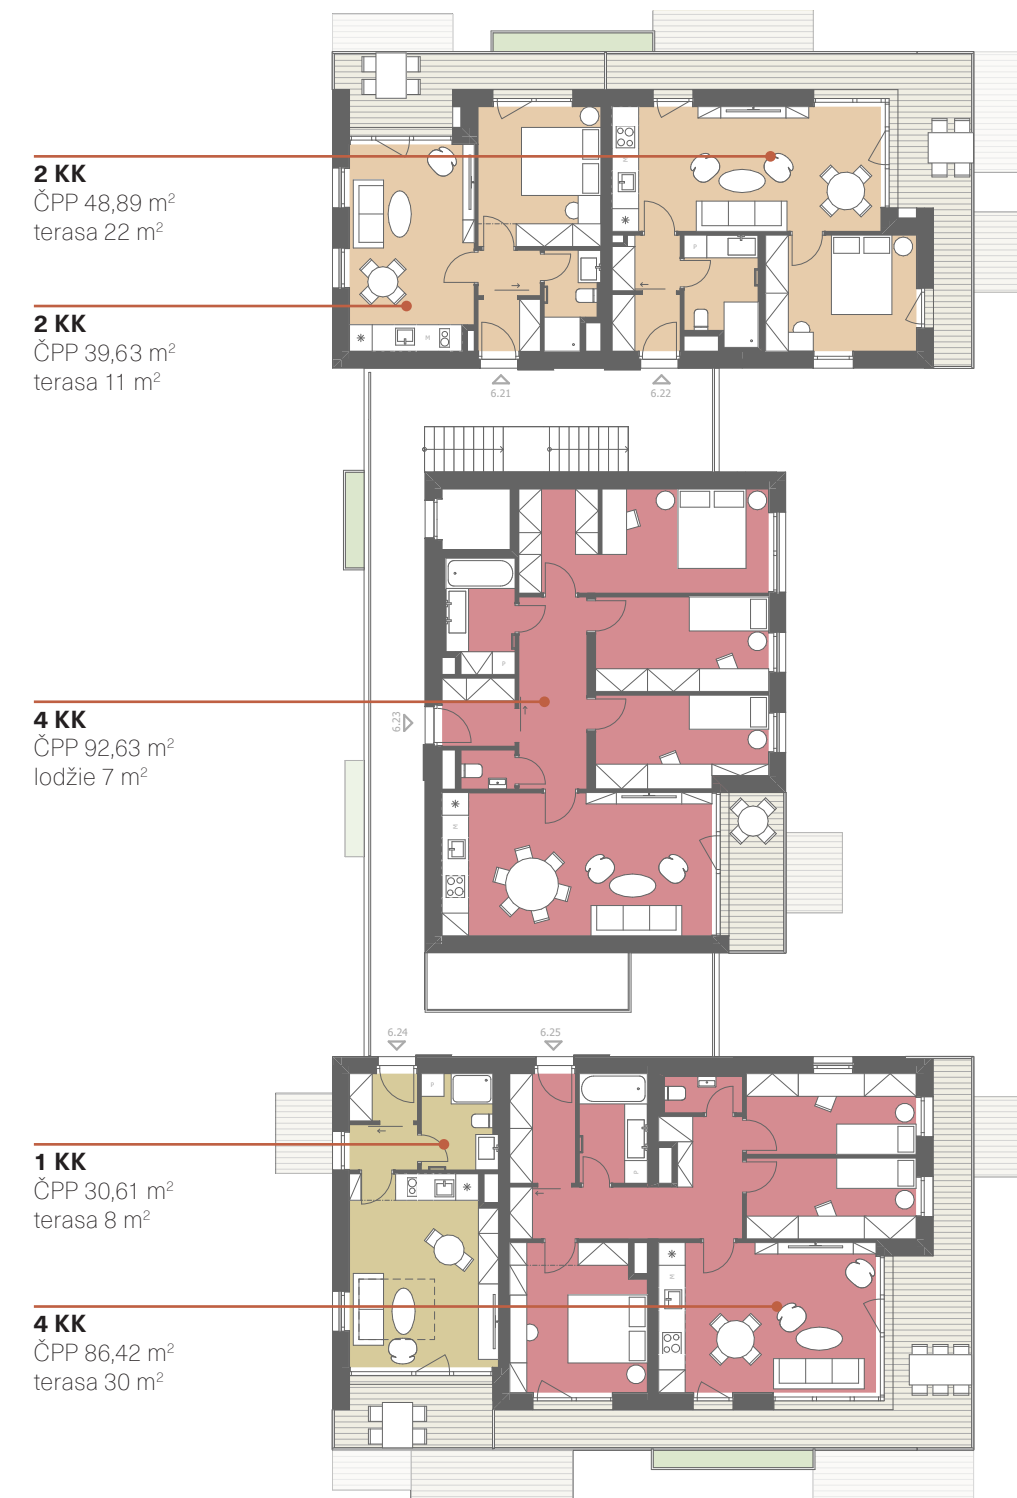 2 KK
ČPP 48,89 m²
terasa 22 m²
2 KK
ČPP 39,63 m²
terasa 11 m²
6.21
6.22
4 KK
ČPP 92,63 m²
lodžie 7 m²
6.23
6.24
6.25
1 KK
ČPP 30,61 m²
terasa 8 m²
4 KK
ČPP 86,42 m²
terasa 30 m²